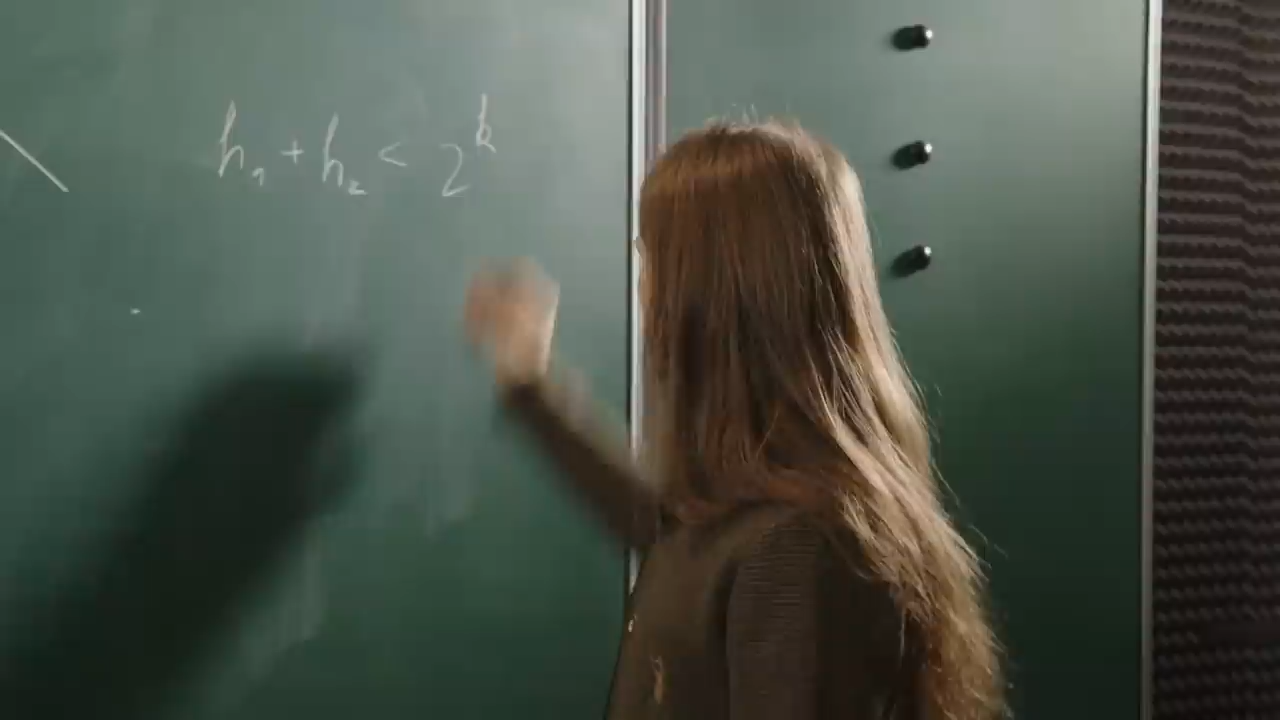 h₁ + h₂ < 2ᵏ